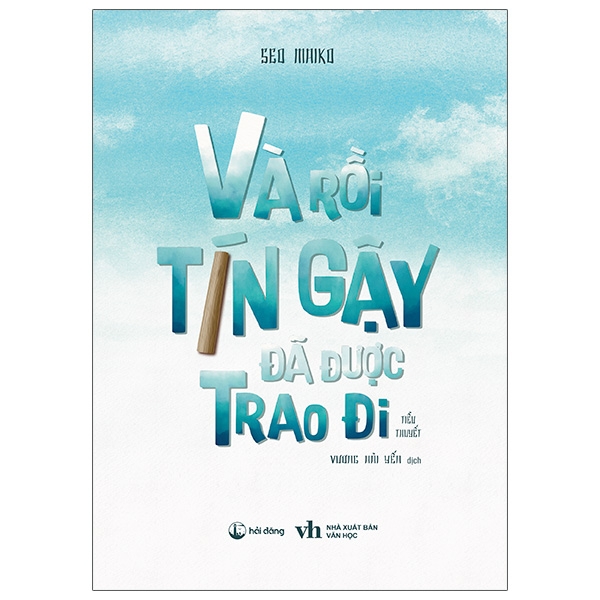 SEO MAIKO
VÀ RỒI
TÍN GẬY
ĐÃ ĐƯỢC
TRAO ĐI
TIỂU
THUYẾT
VƯƠNG HẢI YẾN dịch
hải đăng
vh
NHÀ XUẤT BẢN
VĂN HỌC